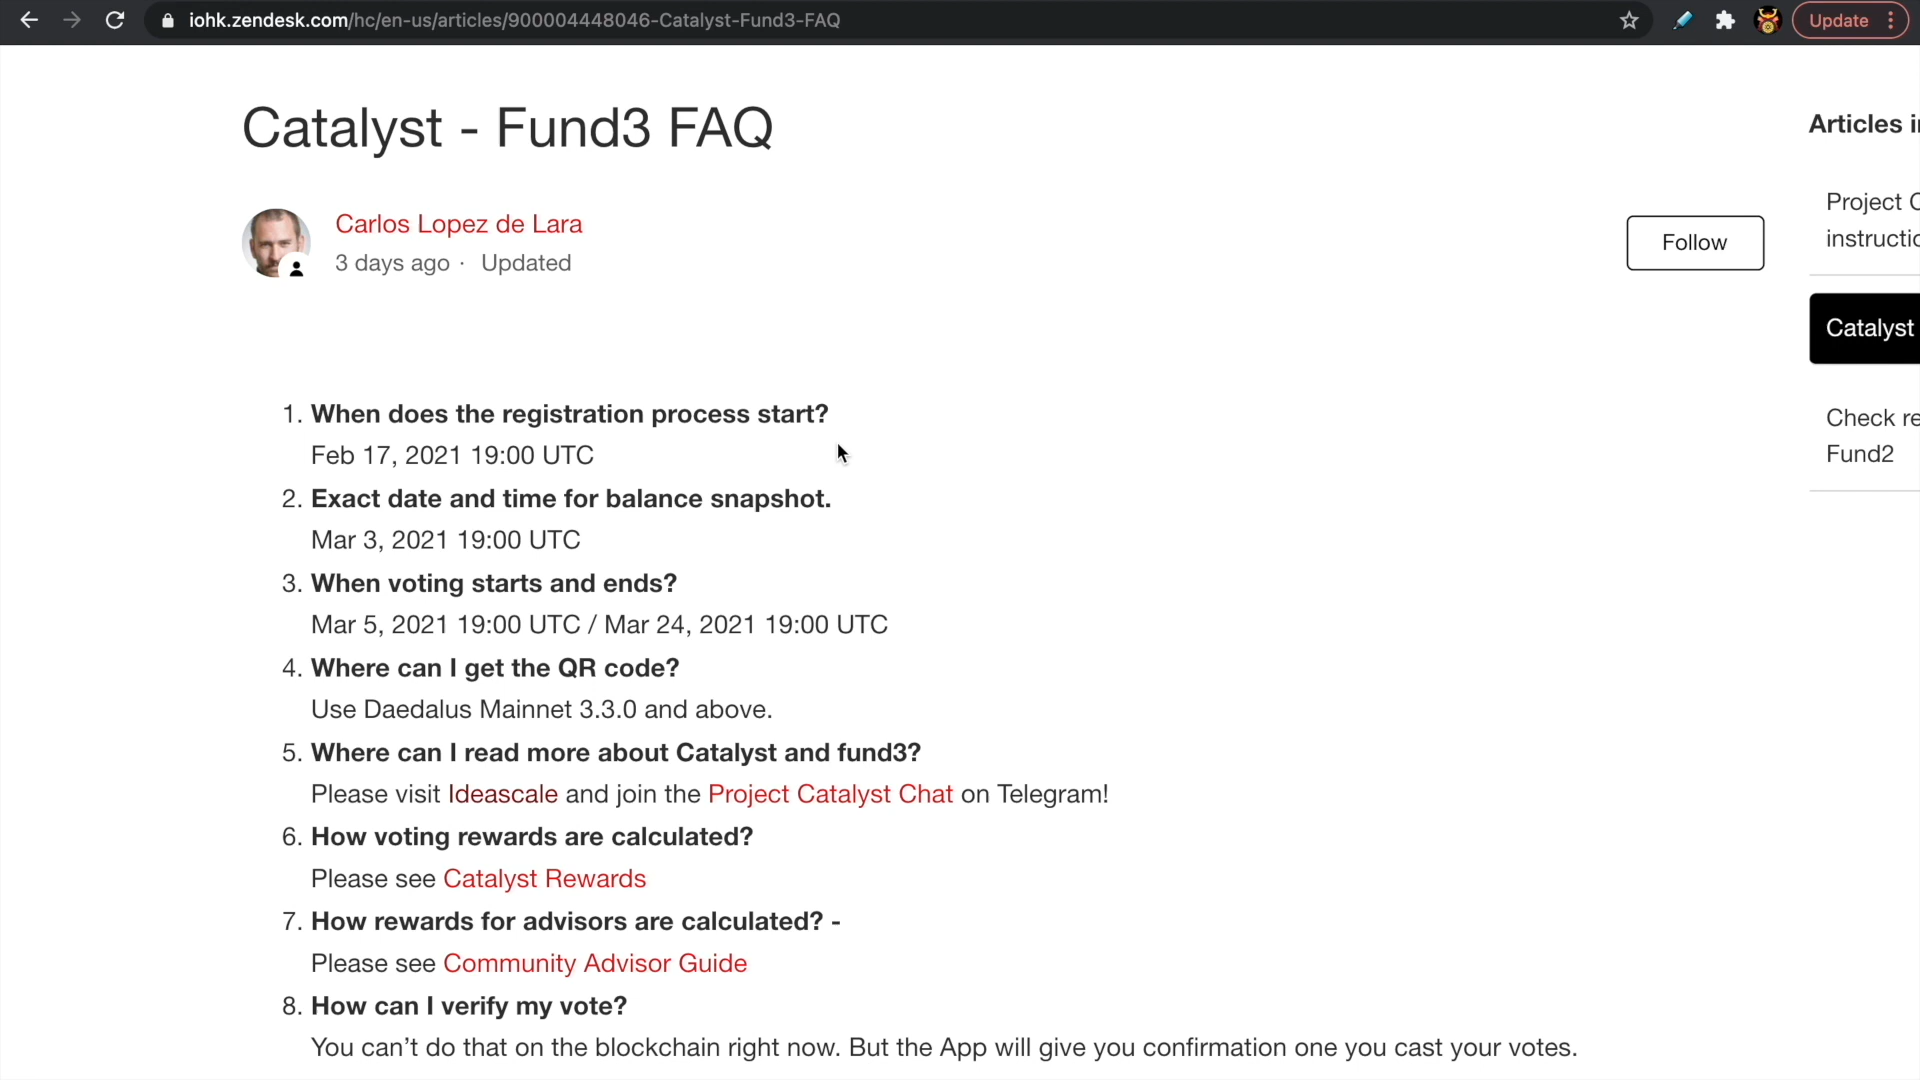 iohk.zendesk.com/hc/en-us/articles/900004448046-Catalyst-Fund3-FAQ
Update
Catalyst - Fund3 FAQ
Carlos Lopez de Lara
3 days ago · Updated
Follow
1. When does the registration process start?
Feb 17, 2021 19:00 UTC
2. Exact date and time for balance snapshot.
Mar 3, 2021 19:00 UTC
3. When voting starts and ends?
Mar 5, 2021 19:00 UTC / Mar 24, 2021 19:00 UTC
4. Where can I get the QR code?
Use Daedalus Mainnet 3.3.0 and above.
5. Where can I read more about Catalyst and fund3?
Please visit Ideascale and join the Project Catalyst Chat on Telegram!
6. How voting rewards are calculated?
Please see Catalyst Rewards
7. How rewards for advisors are calculated? -
Please see Community Advisor Guide
8. How can I verify my vote?
You can’t do that on the blockchain right now. But the App will give you confirmation one you cast your votes.
Articles
Project
Catalyst
Check
Fund2